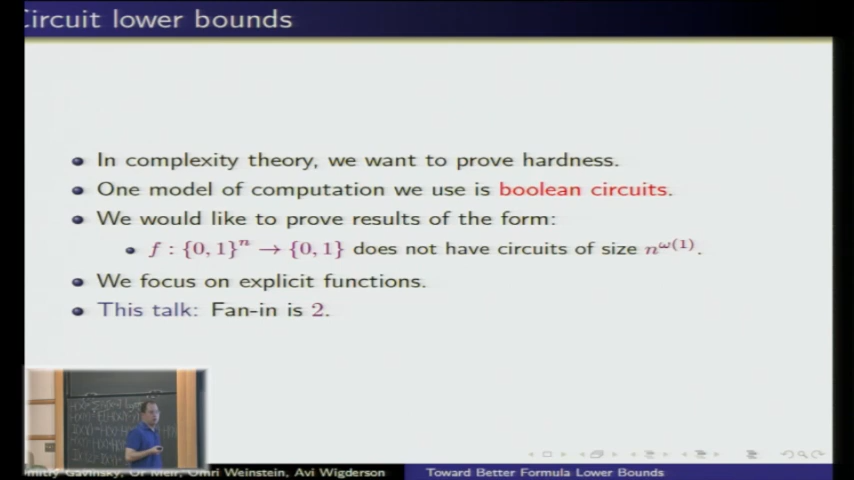 Circuit lower bounds
In complexity theory, we want to prove hardness.
One model of computation we use is boolean circuits.
We would like to prove results of the form:
f : {0, 1}ⁿ → {0, 1} does not have circuits of size n^ω(1).
We focus on explicit functions.
This talk: Fan-in is 2.
Gavinsky, Or Meir, Omri Weinstein, Avi Wigderson
Toward Better Formula Lower Bounds